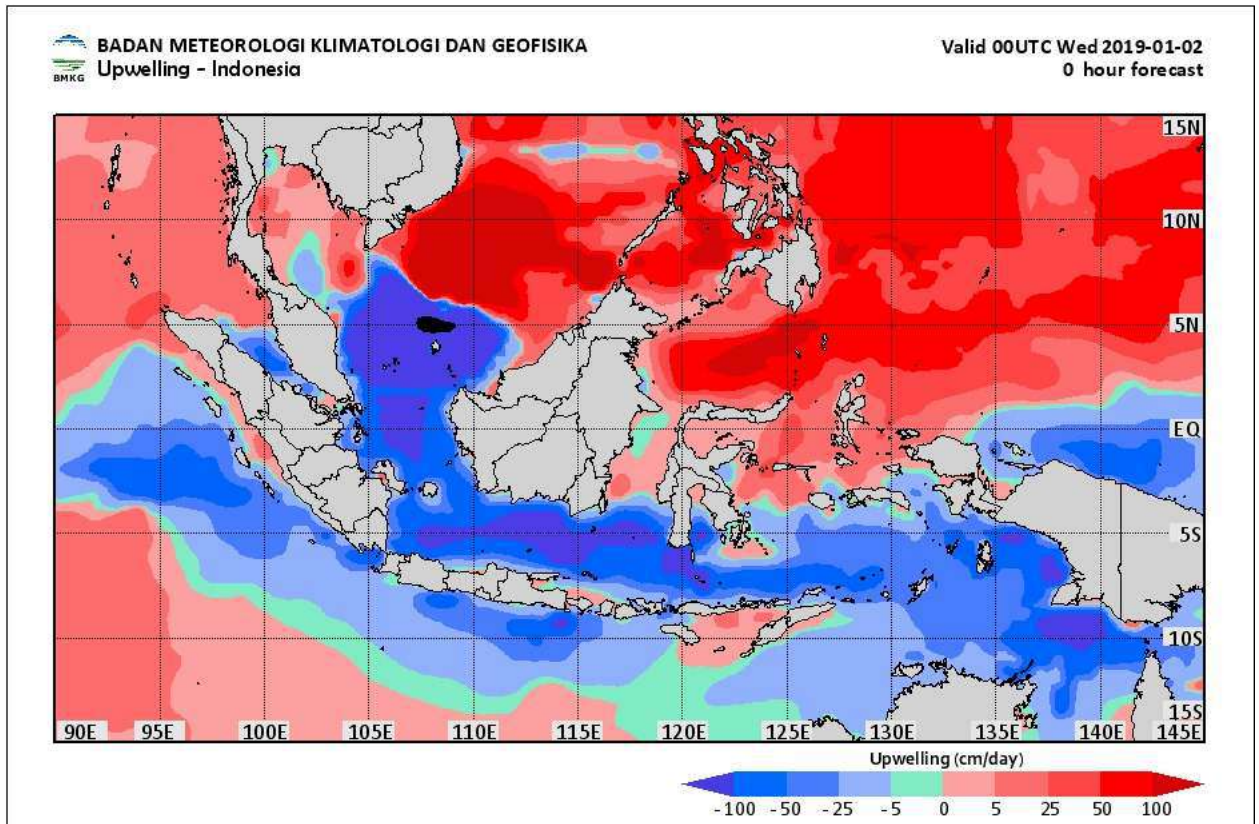 BADAN METEOROLOGI KLIMATOLOGI DAN GEOFISIKA
Upwelling - Indonesia
BMKG
Valid 00UTC Wed 2019-01-02
0 hour forecast
15N
10N
5N
EQ
5S
10S
15S
90E 95E 100E 105E 110E 115E 120E 125E 130E 135E 140E 145E
Upwelling (cm/day)
-100 -50 -25 -5 0 5 25 50 100